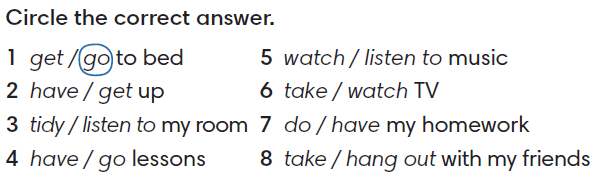 Circle the correct answer.
1 get / go to bed
2 have / get up
3 tidy / listen to my room
4 have / go lessons
5 watch / listen to music
6 take / watch TV
7 do / have my homework
8 take / hang out with my friends